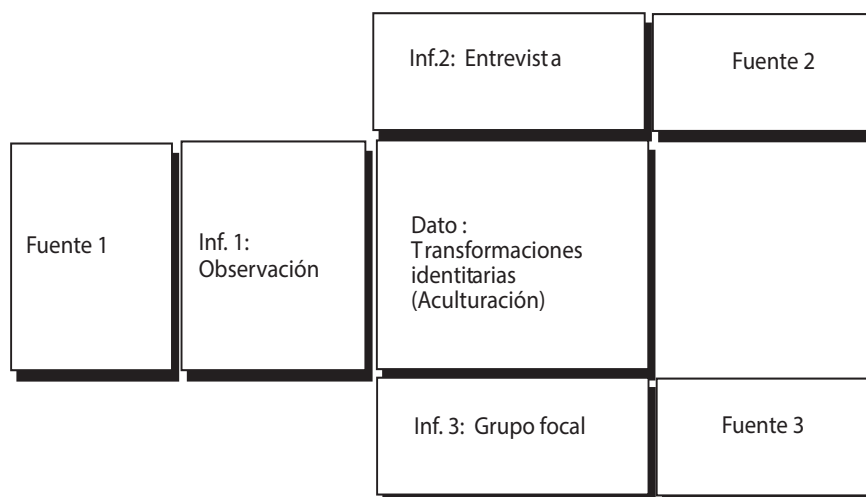 Inf.2: Entrevista
Fuente 2
Fuente 1
Inf. 1:
Observación
Dato :
Transformaciones
identitarias
(Aculturación)
Inf. 3: Grupo focal
Fuente 3